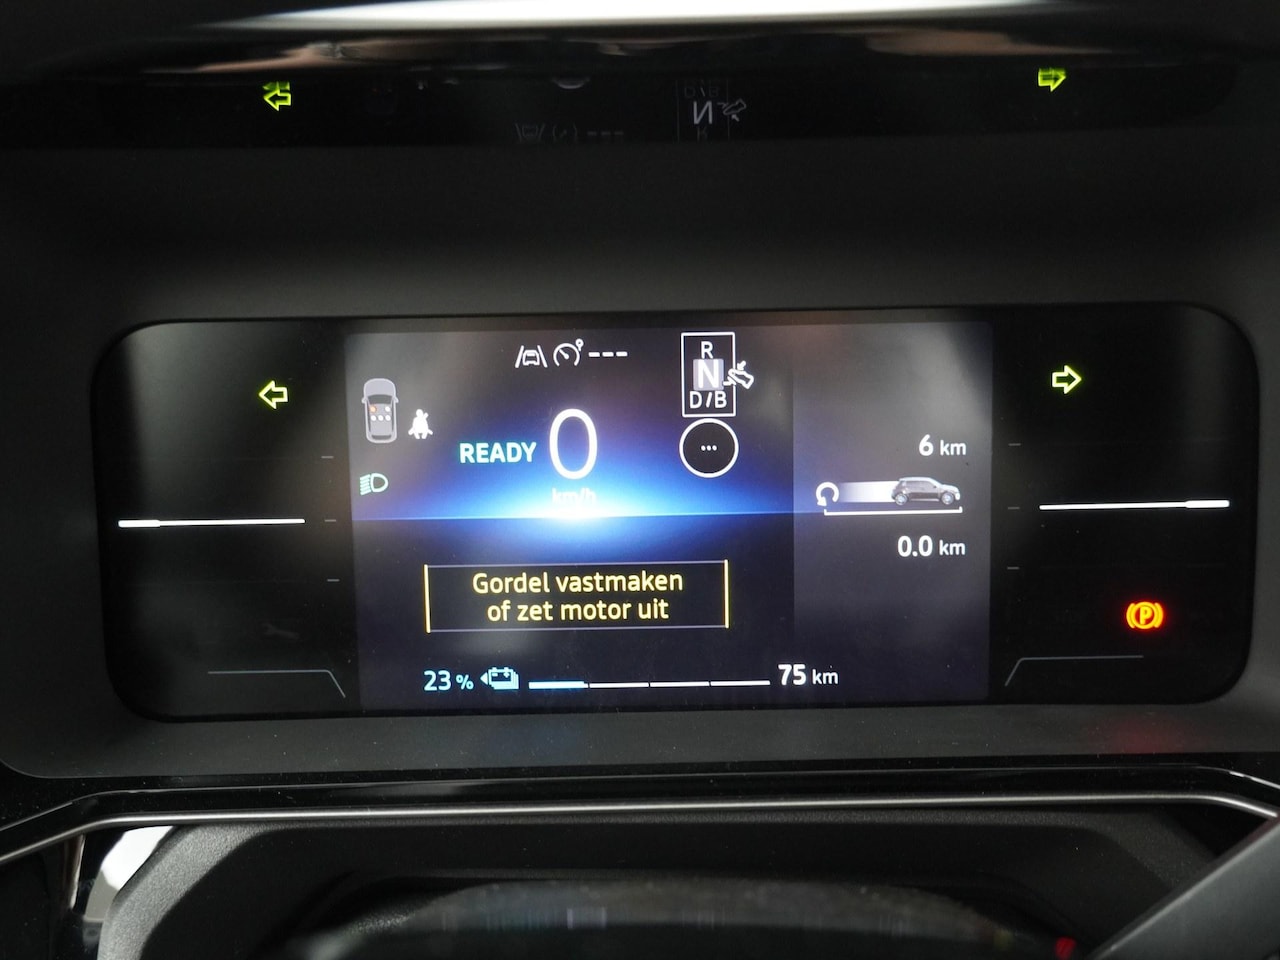 ---
R
N
D/B
READY 0
km/h
6 km
0.0 km
Gordel vastmaken
of zet motor uit
P
23 %
75 km